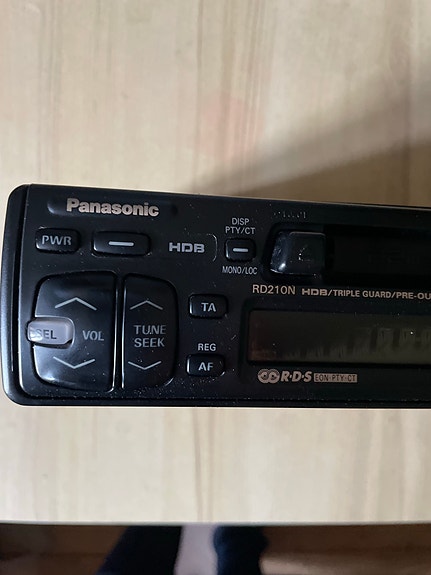 Panasonic
PWR
HDB
DISP
PTY/CT
MONO/LOC
RD210N HDB/TRIPLE GUARD/PRE-OU
SEL
VOL
TUNE
SEEK
TA
REG
AF
R·D·S EON·PTY·CT